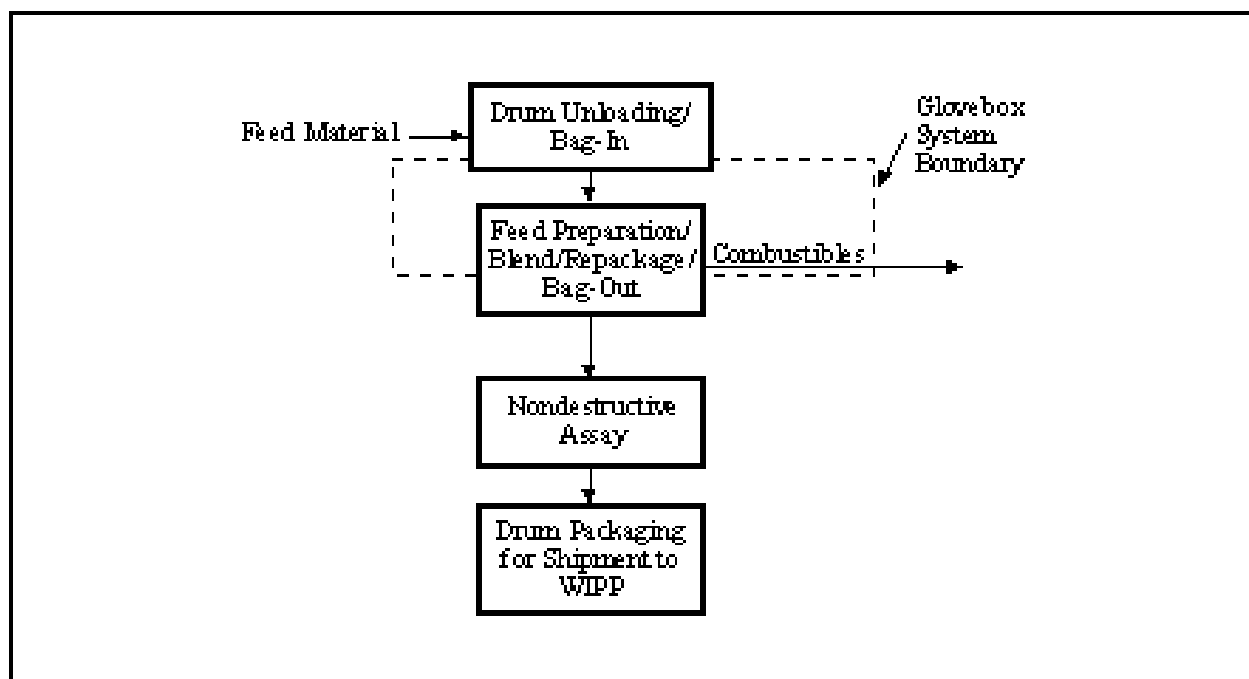 Drum Unloading/
Bag-In
Feed Material
Glovebox
System
Boundary
Feed Preparation/
Blend/Repackage/
Bag-Out
Combustibles
Nondestructive
Assay
Drum Packaging
for Shipment to
WIPP